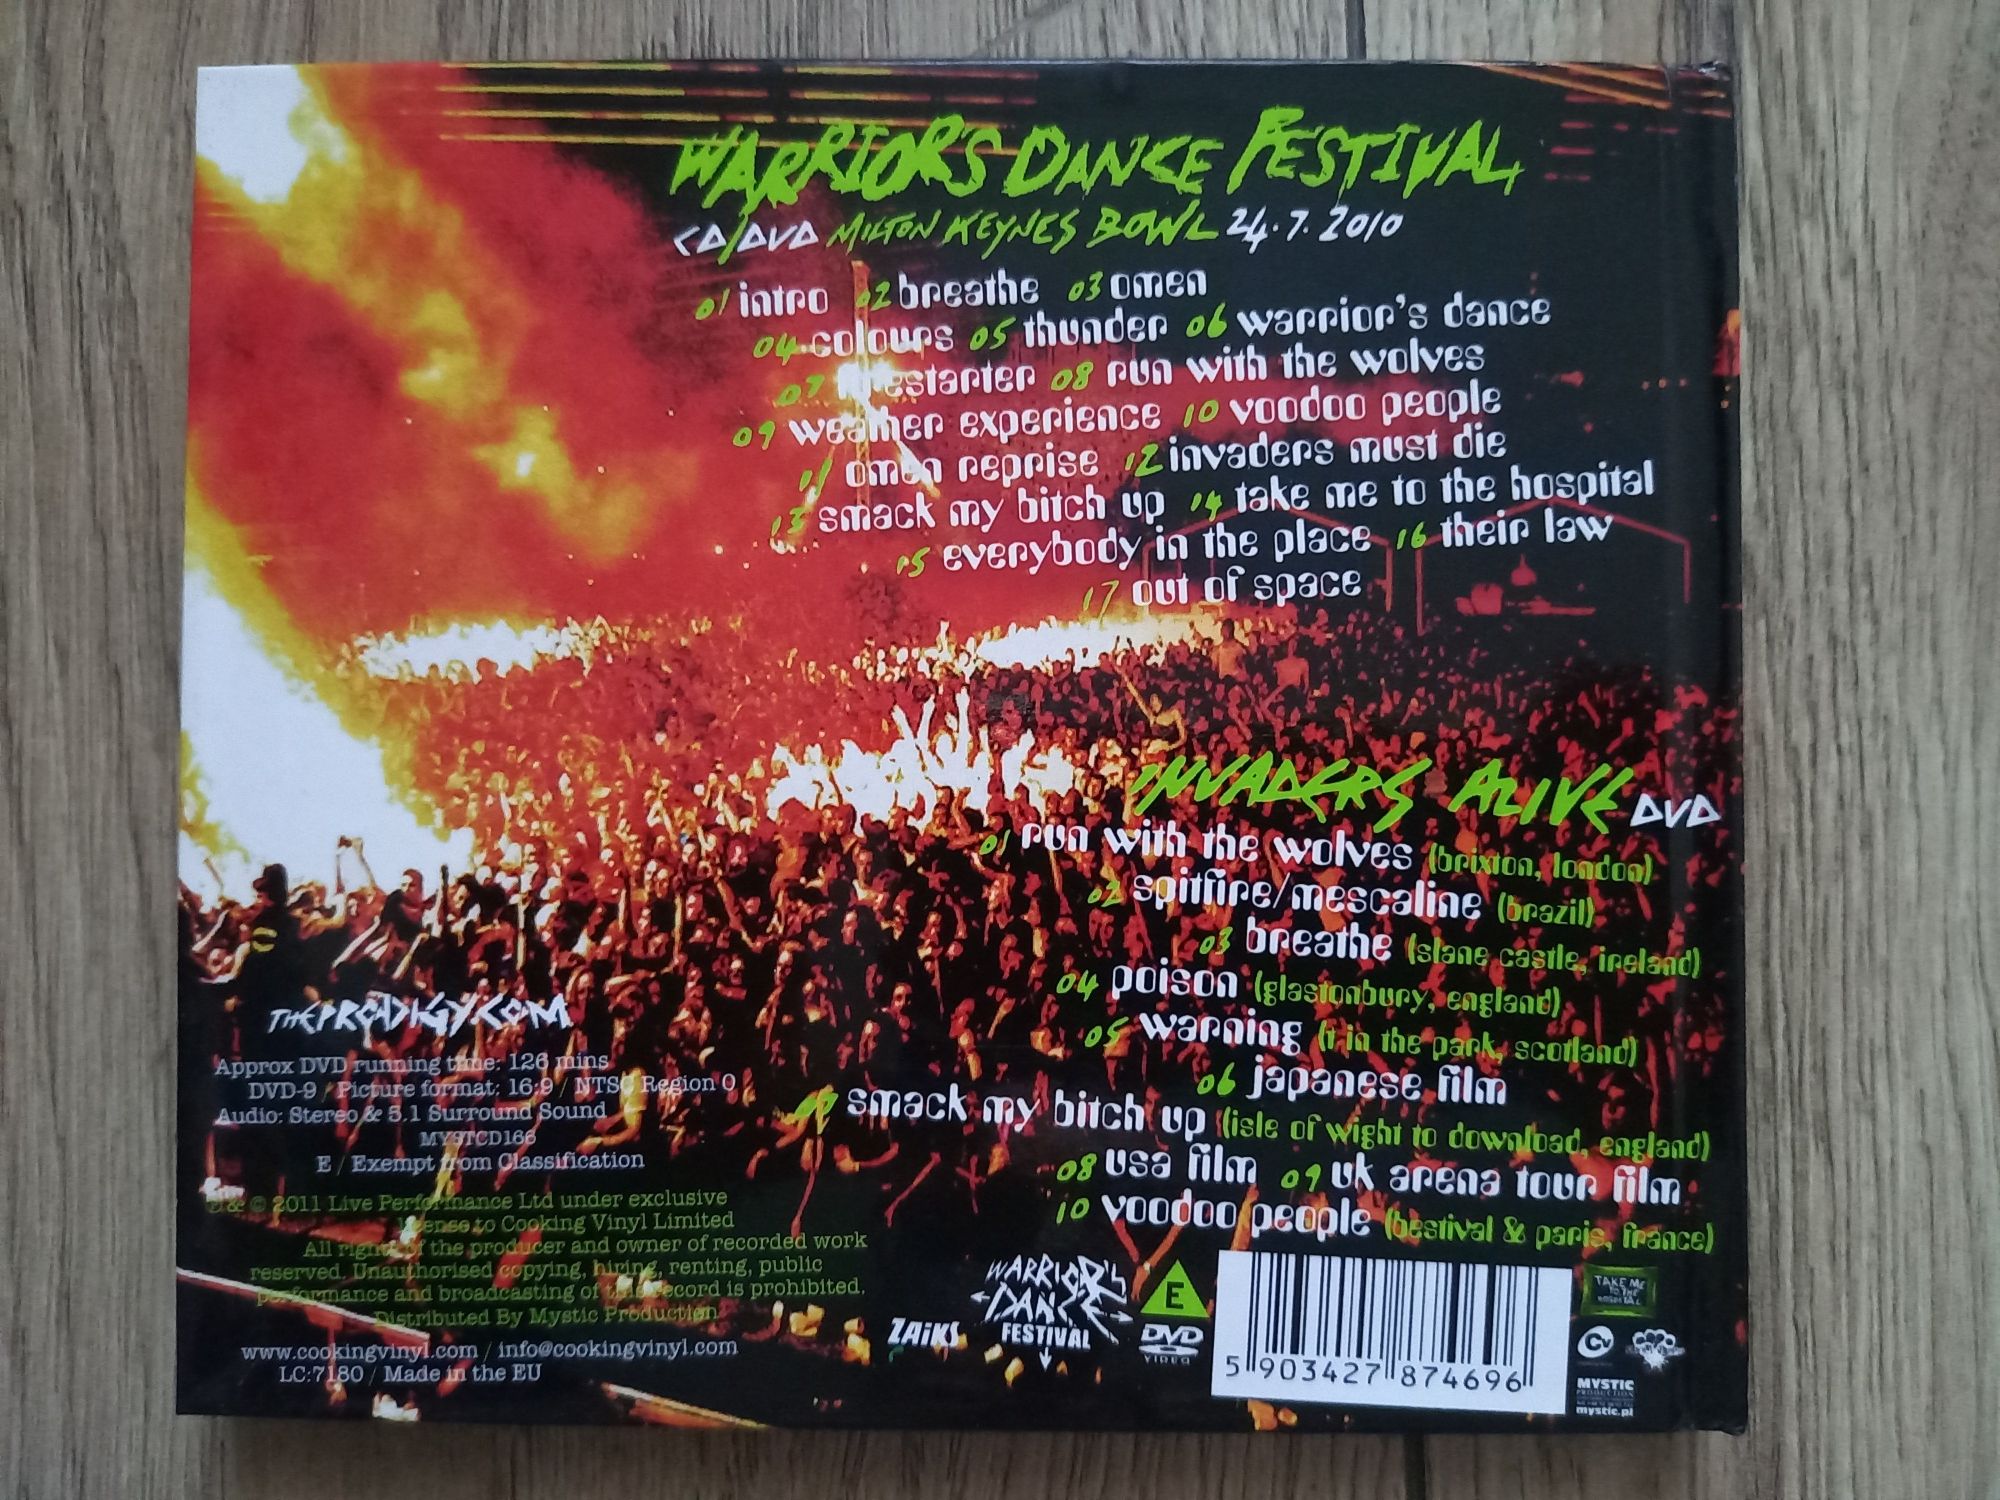 WARRIOR'S DANCE FESTIVAL
CD/DVD MILTON KEYNES BOWL 24.7.2010
01 intro 02 breathe 03 omen
04 colours 05 thunder 06 warrior's dance
07 firestarter 08 run with the wolves
09 weather experience 10 voodoo people
11 omen reprise 12 invaders must die
13 smack my bitch up 14 take me to the hospital
15 everybody in the place 16 their law
17 out of space
INVADERS ALIVE DVD
01 run with the wolves (brixton, london)
02 spitfire/mescaline (brazil)
03 breathe (slane castle, ireland)
04 poison (glastonbury, england)
05 warning (t in the park, scotland)
06 japanese film
07 smack my bitch up (isle of wight to download, england)
08 usa film 09 uk arena tour film
10 voodoo people (bestival & paris, france)
THEPRODIGY.COM
Approx DVD running time: 126 mins
DVD-9 / Picture format: 16:9 / NTSC Region 0
Audio: Stereo & 5.1 Surround Sound
MYSTCD166
E / Exempt from Classification
℗ & © 2011 Live Performance Ltd under exclusive
license to Cooking Vinyl Limited
All rights of the producer and owner of recorded work
reserved. Unauthorised copying, hiring, renting, public
performance and broadcasting of this record is prohibited.
Distributed By Mystic Production
www.cookingvinyl.com / info@cookingvinyl.com
LC:7180 / Made in the EU
ZAiKS
WARRIOR'S
DANCE
FESTIVAL
E
DVD
VIDEO
5 903427 874696
TAKE ME
TO THE
HOSPITAL
CV
MYSTIC
PRODUCTION
mystic.pl